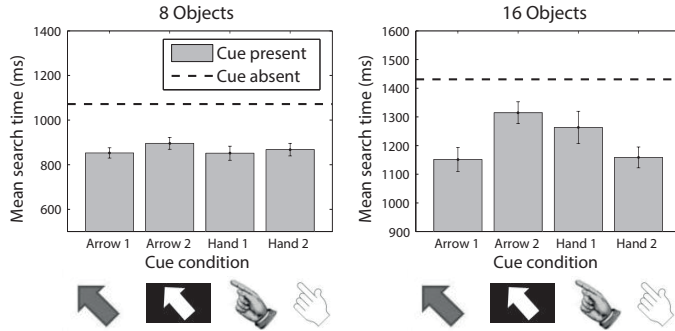 8 Objects
Mean search time (ms)
1400
1200
1000
800
600
Cue present
Cue absent
Arrow 1 Arrow 2 Hand 1 Hand 2
Cue condition
16 Objects
Mean search time (ms)
1600
1500
1400
1300
1200
1100
1000
900
Arrow 1 Arrow 2 Hand 1 Hand 2
Cue condition